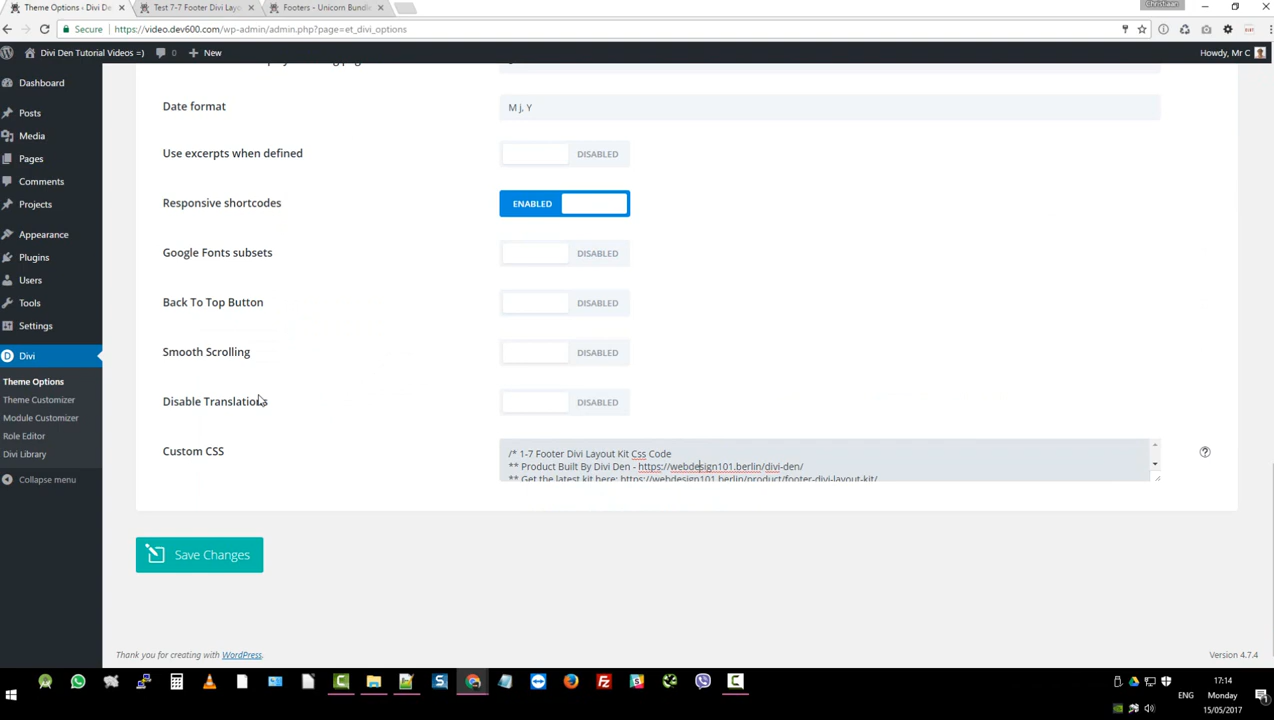 Theme Options ‹ Divi De
Test 7-7 Footer Divi Layo
Footers - Unicorn Bundle
Christiaan
Secure
https://video.dev600.com/wp-admin/admin.php?page=et_divi_options
Divi Den Tutorial Videos =)
0
New
Howdy, Mr C
Dashboard
Posts
Media
Pages
Comments
Projects
Appearance
Plugins
Users
Tools
Settings
Divi
Theme Options
Theme Customizer
Module Customizer
Role Editor
Divi Library
Collapse menu
Date format
M j, Y
Use excerpts when defined
DISABLED
Responsive shortcodes
ENABLED
Google Fonts subsets
DISABLED
Back To Top Button
DISABLED
Smooth Scrolling
DISABLED
Disable Translations
DISABLED
Custom CSS
/* 1-7 Footer Divi Layout Kit Css Code
** Product Built By Divi Den - https://webdesign101.berlin/divi-den/
** Get the latest kit here: https://webdesign101.berlin/product/footer-divi-layout-kit/
Save Changes
Thank you for creating with WordPress.
Version 4.7.4
ENG
17:14
Monday
15/05/2017